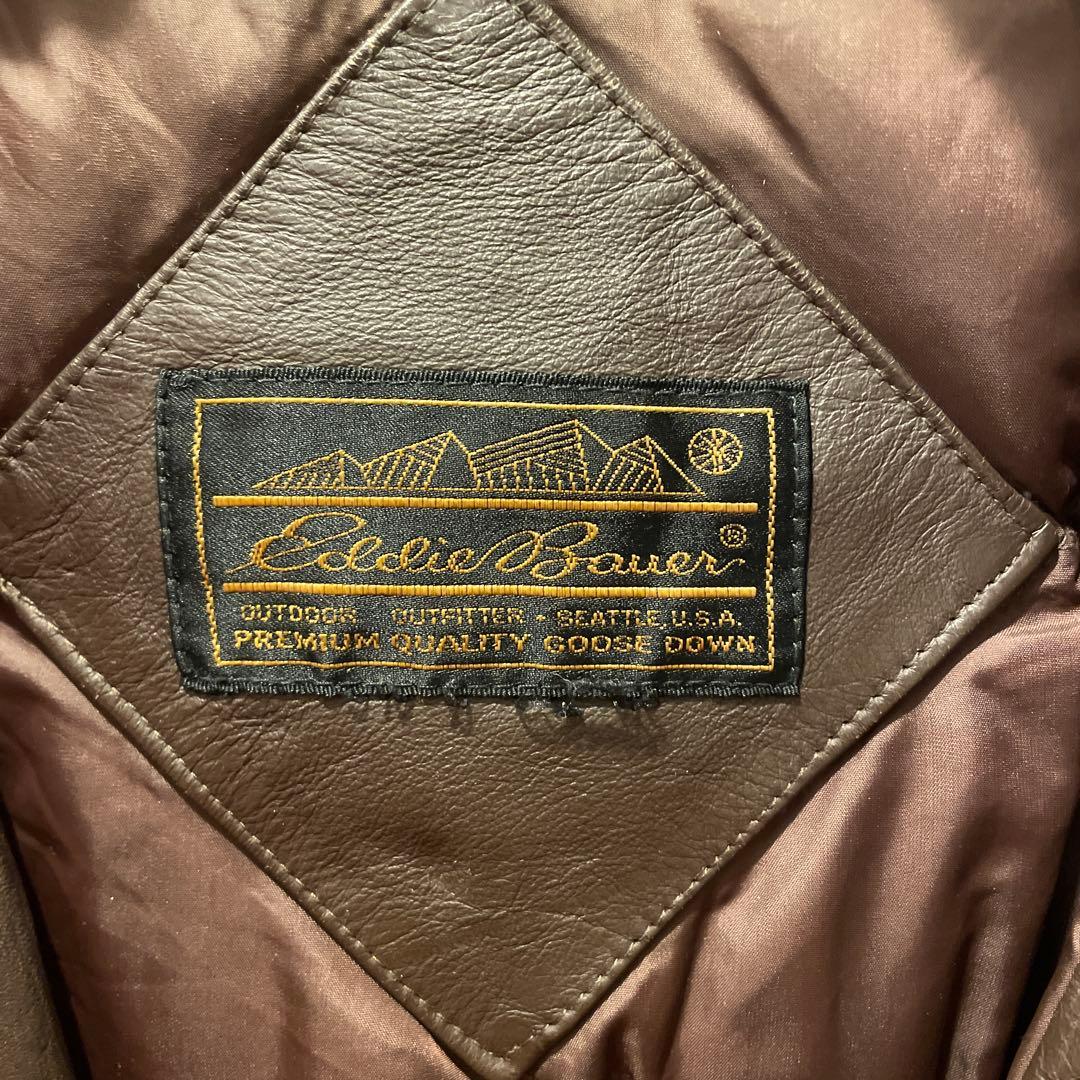 Eddie Bauer®
OUTDOOR OUTFITTER - SEATTLE, U.S.A.
PREMIUM QUALITY GOOSE DOWN